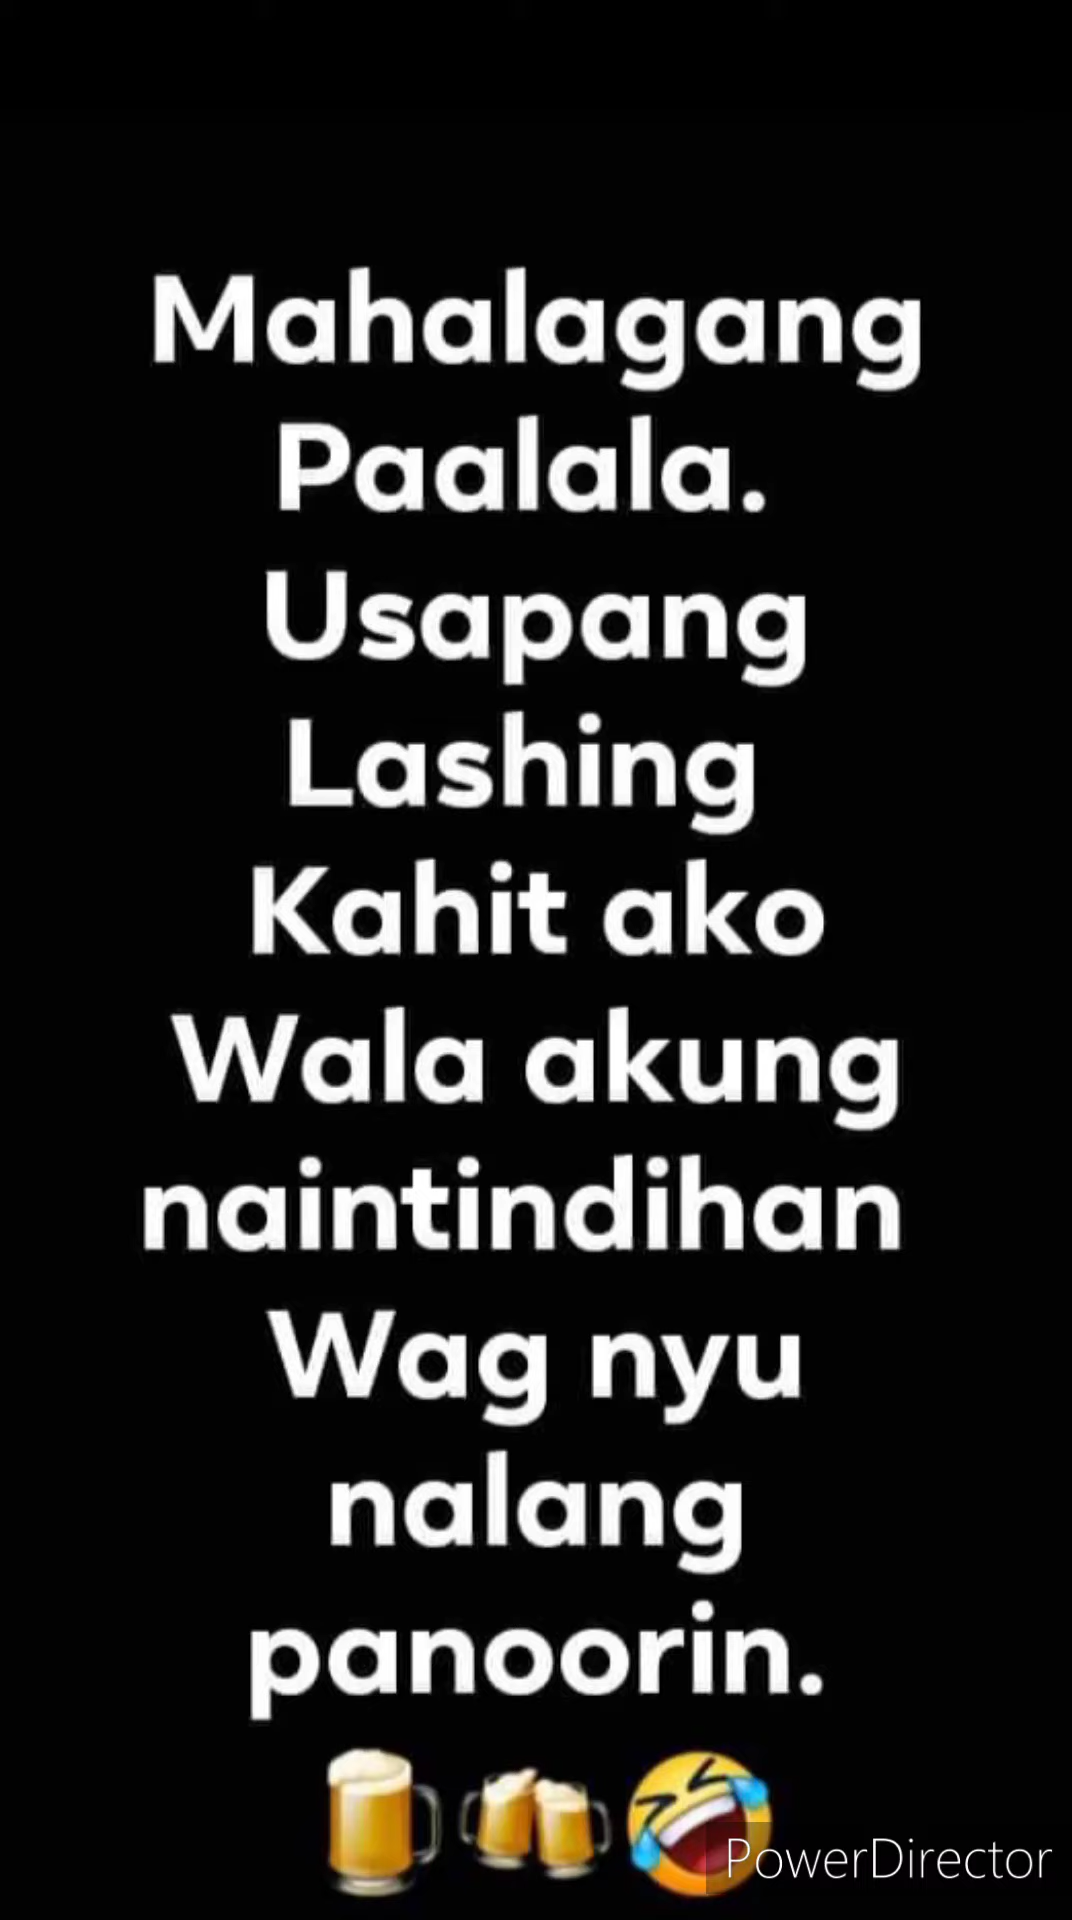 Mahalagang
Paalala.
Usapang
Lashing
Kahit ako
Wala akung
naintindihan
Wag nyu
nalang
panoorin.
🍺🍻🤣
PowerDirector